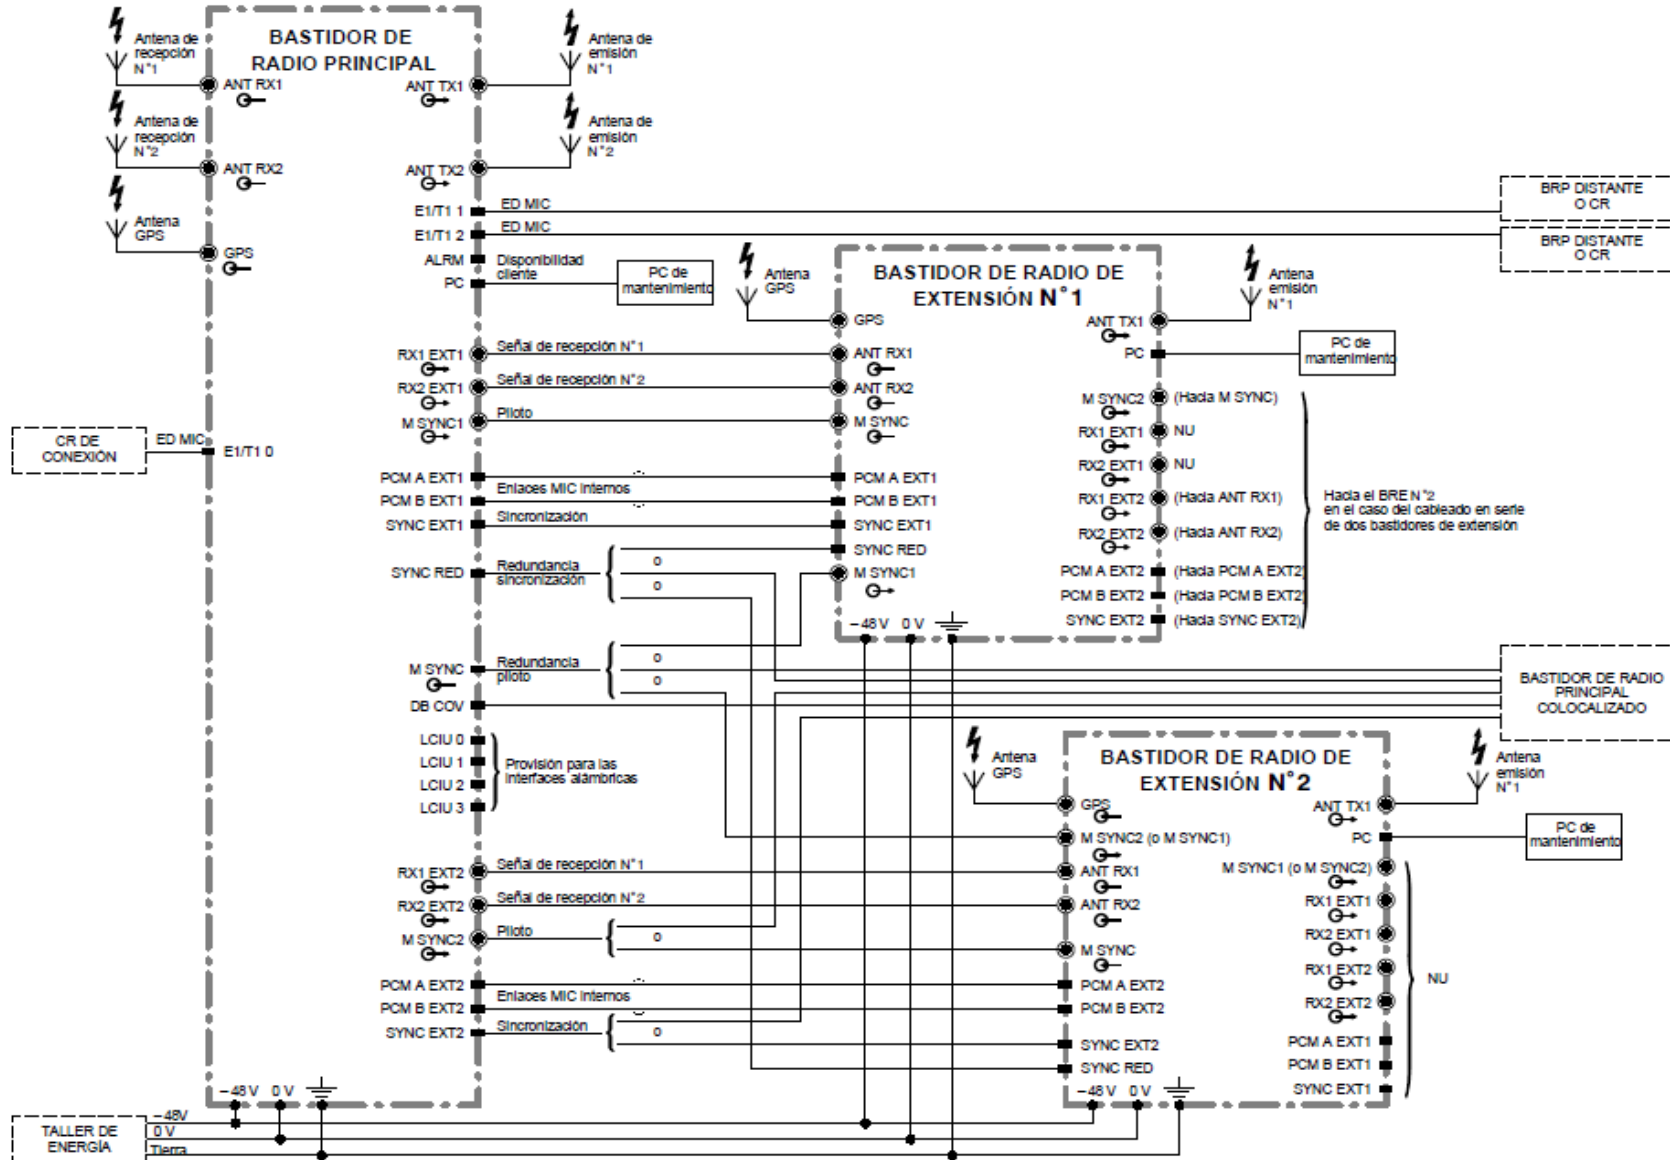 BASTIDOR DE
RADIO PRINCIPAL
Antena de
recepción
N°1
ANT RX1
Antena de
recepción
N°2
ANT RX2
Antena
GPS
GPS
CR DE
CONEXIÓN
ED MIC
E1/T1 0
Antena de
emisión
N°1
ANT TX1
Antena de
emisión
N°2
ANT TX2
E1/T1 1
ED MIC
E1/T1 2
ED MIC
BRP DISTANTE
O CR
BRP DISTANTE
O CR
ALRM
Disponibilidad
cliente
PC
PC de
mantenimiento
RX1 EXT1
Señal de recepción N°1
RX2 EXT1
Señal de recepción N°2
M SYNC1
Piloto
PCM A EXT1
Enlaces MIC Internos
PCM B EXT1
SYNC EXT1
Sincronización
SYNC RED
Redundancia
sincronización
O
O
M SYNC
Redundancia
piloto
O
O
DB COV
LCIU 0
LCIU 1
LCIU 2
LCIU 3
Provisión para las
Interfaces alámbricas
RX1 EXT2
Señal de recepción N°1
RX2 EXT2
Señal de recepción N°2
M SYNC2
Piloto
O
PCM A EXT2
Enlaces MIC Internos
PCM B EXT2
SYNC EXT2
Sincronización
O
–48V 0 V
TALLER DE
ENERGÍA
–48V
0 V
Tierra
BASTIDOR DE RADIO DE
EXTENSIÓN N°1
Antena
GPS
GPS
ANT RX1
ANT RX2
M SYNC
PCM A EXT1
PCM B EXT1
SYNC EXT1
SYNC RED
M SYNC1
–48V 0 V
Antena
emisión
N°1
ANT TX1
PC
PC de
mantenimiento
M SYNC2 (Hacia M SYNC)
RX1 EXT1 NU
RX2 EXT1 NU
RX1 EXT2 (Hacia ANT RX1)
RX2 EXT2 (Hacia ANT RX2)
PCM A EXT2 (Hacia PCM A EXT2)
PCM B EXT2 (Hacia PCM B EXT2)
SYNC EXT2 (Hacia SYNC EXT2)
Hacia el BRE N°2
en el caso del cableado en serie
de dos bastidores de extensión
BASTIDOR DE RADIO
PRINCIPAL
COLOCALIZADO
BASTIDOR DE RADIO DE
EXTENSIÓN N°2
Antena
GPS
GPS
M SYNC2 (o M SYNC1)
ANT RX1
ANT RX2
M SYNC
PCM A EXT2
PCM B EXT2
SYNC EXT2
SYNC RED
–48V 0 V
Antena
emisión
N°1
ANT TX1
PC
PC de
mantenimiento
M SYNC1 (o M SYNC2)
RX1 EXT1
RX2 EXT1
RX1 EXT2
RX2 EXT2
PCM A EXT1
PCM B EXT1
SYNC EXT1
NU